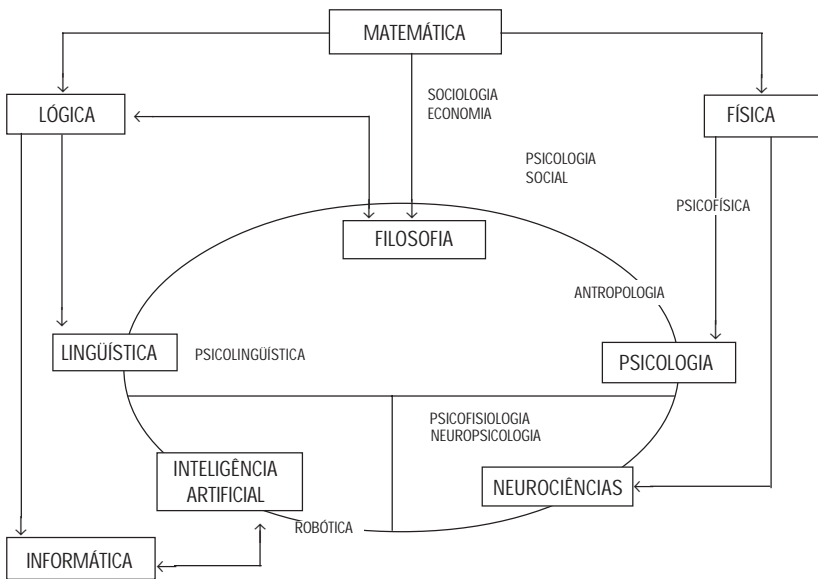 MATEMÁTICA
SOCIOLOGIA
ECONOMIA
LÓGICA
FÍSICA
PSICOLOGIA
SOCIAL
PSICOFÍSICA
FILOSOFIA
ANTROPOLOGIA
LINGÜÍSTICA
PSICOLINGÜÍSTICA
PSICOLOGIA
PSICOFISIOLOGIA
NEUROPSICOLOGIA
INTELIGÊNCIA
ARTIFICIAL
NEUROCIÊNCIAS
ROBÓTICA
INFORMÁTICA